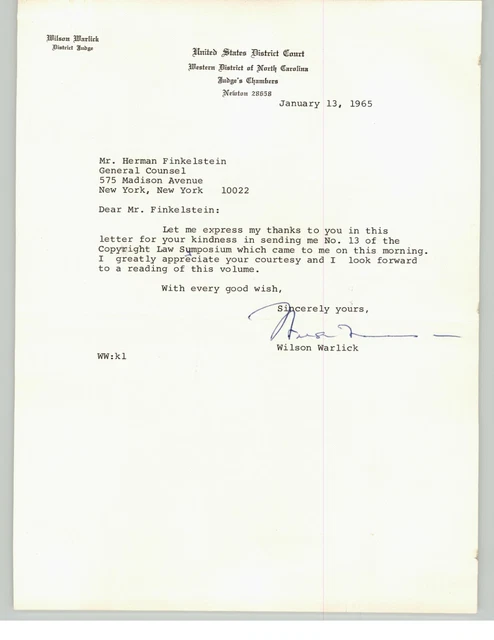 Wilson Warlick
District Judge
United States District Court
Western District of North Carolina
Judge's Chambers
Newton 28658
January 13, 1965
Mr. Herman Finkelstein
General Counsel
575 Madison Avenue
New York, New York 10022
Dear Mr. Finkelstein:
Let me express my thanks to you in this
letter for your kindness in sending me No. 13 of the
Copyright Law Symposium which came to me on this morning.
I greatly appreciate your courtesy and I look forward
to a reading of this volume.
With every good wish,
Sincerely yours,
Wilson Warlick
WW:kl